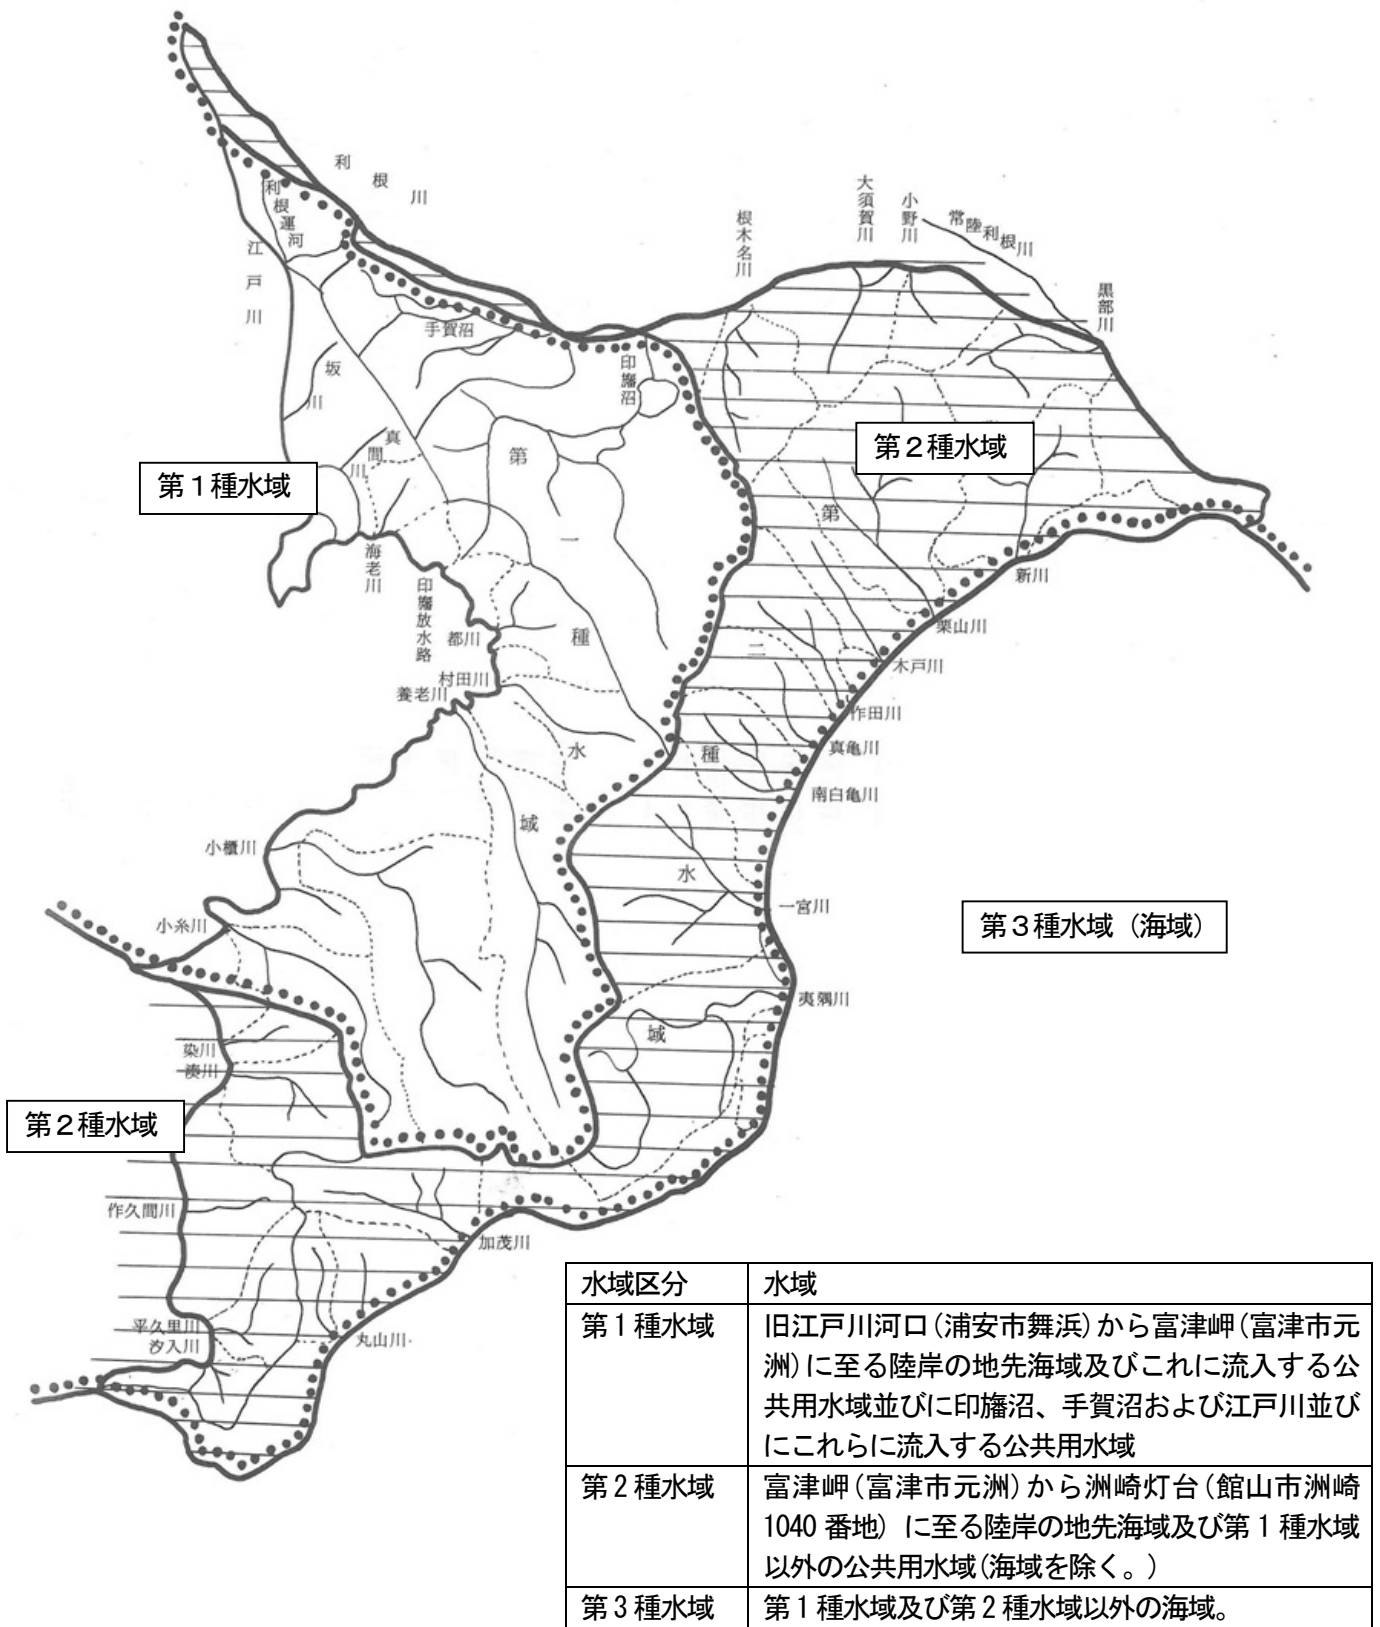 利根川
利根運河
江戸川
大須賀川
小野川
常陸利根川
根木名川
黒部川
手賀沼
印旛沼
坂川
真間川
第２種水域
第１種水域
第一種水域
第二種水域
海老川
印旛放水路
都川
村田川
養老川
新川
栗山川
木戸川
作田川
真亀川
南白亀川
小櫃川
小糸川
一宮川
第３種水域（海域）
夷隅川
染川
湊川
第２種水域
作久間川
加茂川
平久里川
汐入川
丸山川
水域区分 水域
第１種水域 旧江戸川河口（浦安市舞浜）から富津岬（富津市元
洲）に至る陸岸の地先海域及びこれに流入する公
共用水域並びに印旛沼、手賀沼および江戸川並び
にこれらに流入する公共用水域
第２種水域 富津岬（富津市元洲）から洲崎灯台（館山市洲崎
1040 番地）に至る陸岸の地先海域及び第１種水域
以外の公共用水域（海域を除く。）
第３種水域 第１種水域及び第２種水域以外の海域。